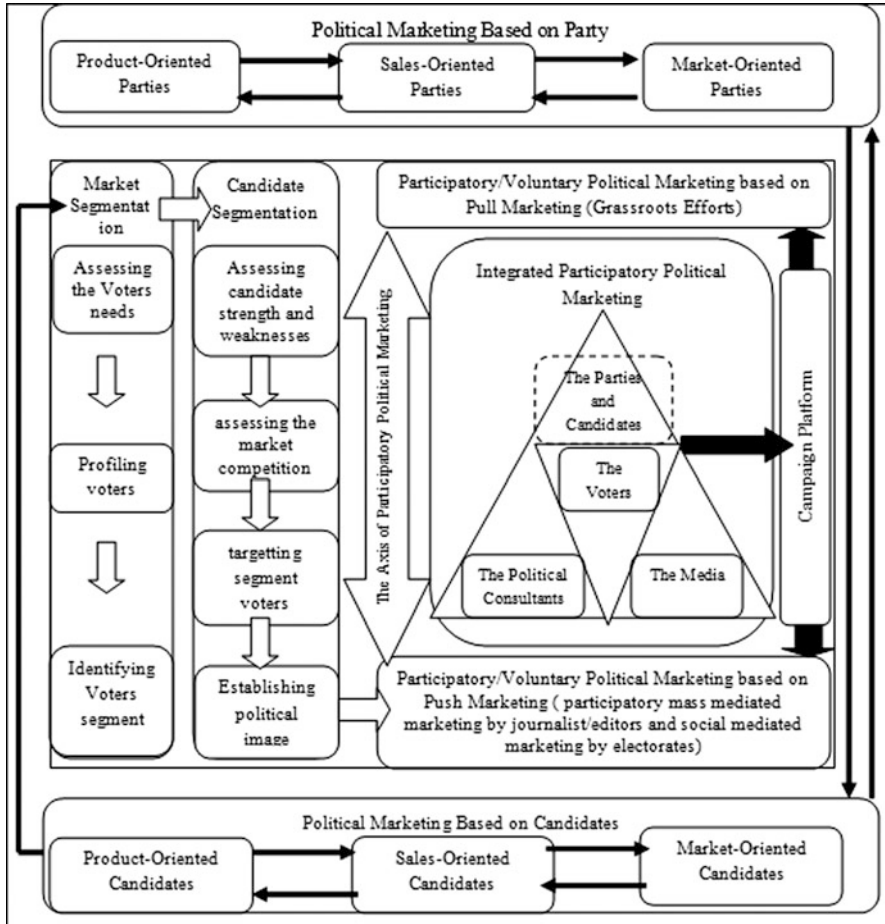 Political Marketing Based on Party
Product-Oriented
Parties
Sales-Oriented
Parties
Market-Oriented
Parties
Market
Segmentat
ion
Assessing
the Voters
needs
Profiling
voters
Identifying
Voters
segment
Candidate
Segmentation
Assessing
candidate
strength and
weaknesses
assessing the
market
competition
targetting
segment
voters
Establishing
political
image
The Axis of Participatory Political Marketing
Participatory/Voluntary Political Marketing based on
Pull Marketing (Grassroots Efforts)
Integrated Participatory Political
Marketing
The Parties
and
Candidates
The
Voters
The Political
Consultants
The Media
Campaign Platform
Participatory/Voluntary Political Marketing based on
Push Marketing ( participatory mass mediated
marketing by journalist/editors and social mediated
marketing by electorates)
Political Marketing Based on Candidates
Product-Oriented
Candidates
Sales-Oriented
Candidates
Market-Oriented
Candidates